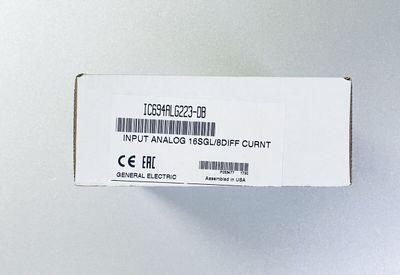 IC694ALG223-DB
INPUT ANALOG 16SGL/8DIFF CURNT
CE EAC
GENERAL ELECTRIC
Assembled in USA